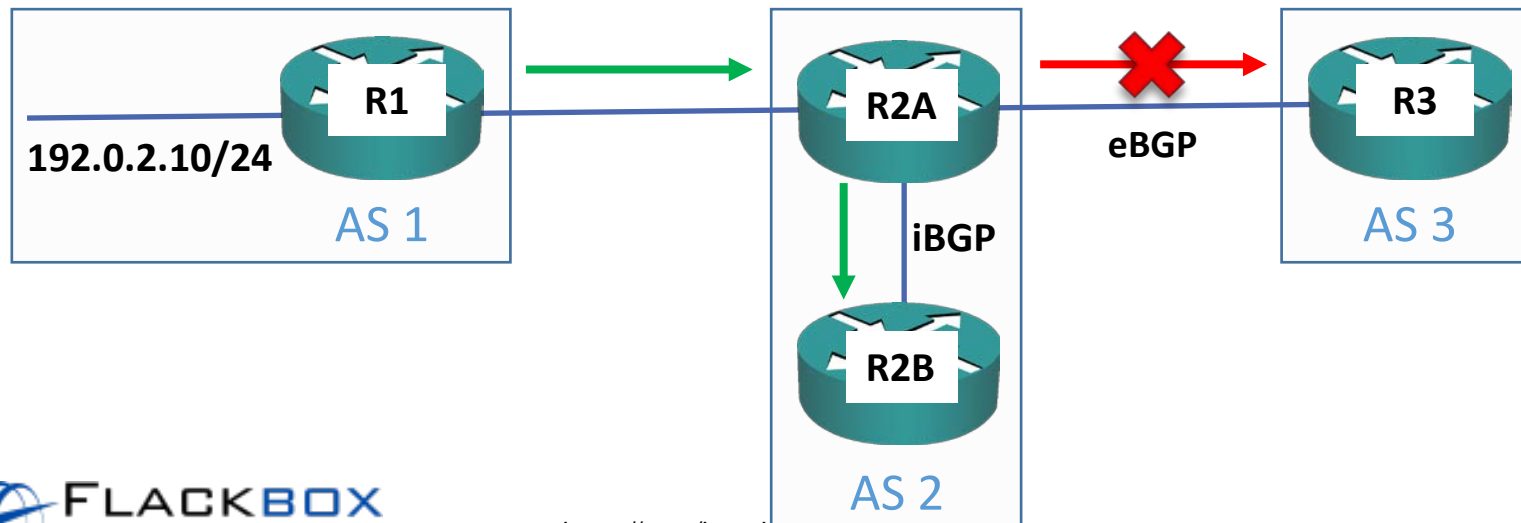 R1
R2A
R3
192.0.2.10/24
eBGP
AS 1
iBGP
AS 3
R2B
AS 2
FLACKBOX